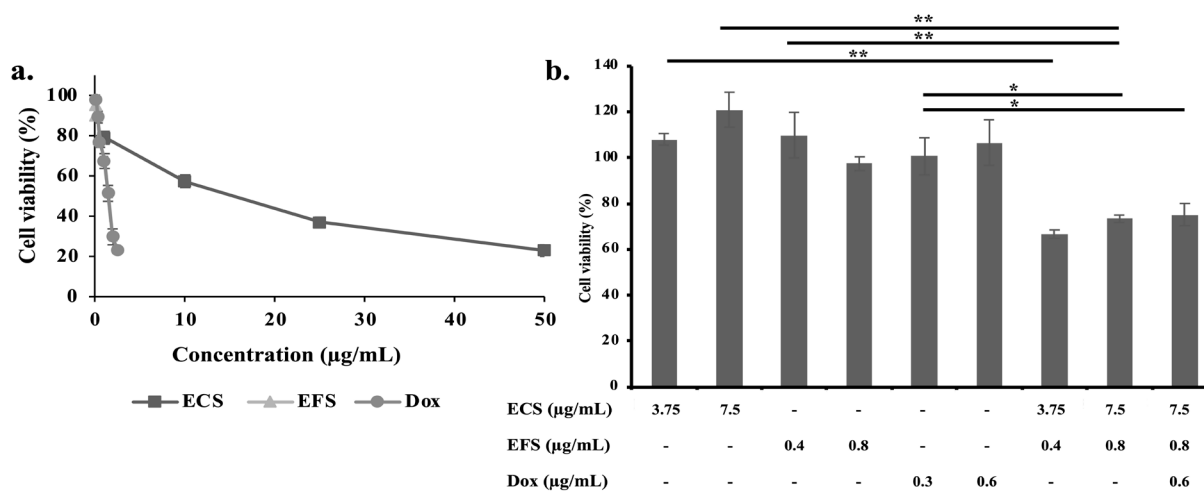 a.
Cell viability (%)
100
80
60
40
20
0
0 10 20 30 40 50
Concentration (µg/mL)
ECS EFS Dox
b.
**
**
**
*
*
Cell viability (%)
140
120
100
80
60
40
20
0
ECS (µg/mL) 3.75 7.5 - - - - 3.75 7.5 7.5
EFS (µg/mL) - - 0.4 0.8 - - 0.4 0.8 0.8
Dox (µg/mL) - - - - 0.3 0.6 - - 0.6